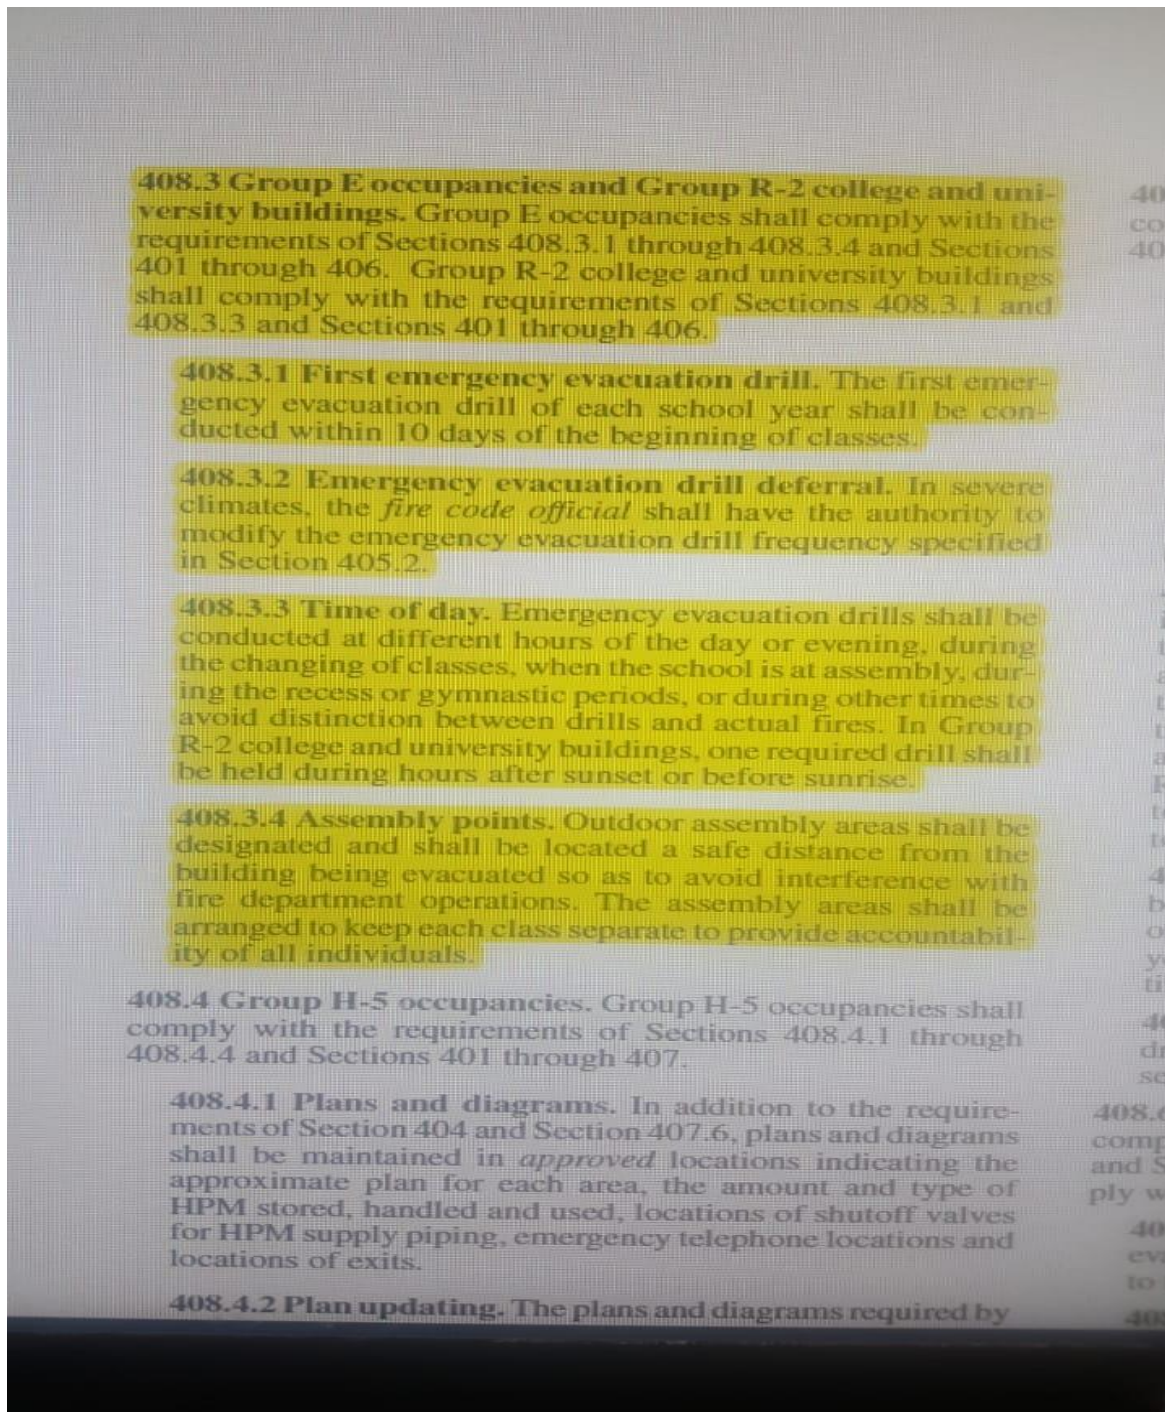 408.3 Group E occupancies and Group R-2 college and uni-
versity buildings. Group E occupancies shall comply with the
requirements of Sections 408.3.1 through 408.3.4 and Sections
401 through 406. Group R-2 college and university buildings
shall comply with the requirements of Sections 408.3.1 and
408.3.3 and Sections 401 through 406.
408.3.1 First emergency evacuation drill. The first emer-
gency evacuation drill of each school year shall be con-
ducted within 10 days of the beginning of classes.
408.3.2 Emergency evacuation drill deferral. In severe
climates, the fire code official shall have the authority to
modify the emergency evacuation drill frequency specified
in Section 405.2.
408.3.3 Time of day. Emergency evacuation drills shall be
conducted at different hours of the day or evening, during
the changing of classes, when the school is at assembly, dur-
ing the recess or gymnastic periods, or during other times to
avoid distinction between drills and actual fires. In Group
R-2 college and university buildings, one required drill shall
be held during hours after sunset or before sunrise.
408.3.4 Assembly points. Outdoor assembly areas shall be
designated and shall be located a safe distance from the
building being evacuated so as to avoid interference with
fire department operations. The assembly areas shall be
arranged to keep each class separate to provide accountabil-
ity of all individuals.
408.4 Group H-5 occupancies. Group H-5 occupancies shall
comply with the requirements of Sections 408.4.1 through
408.4.4 and Sections 401 through 407.
408.4.1 Plans and diagrams. In addition to the require-
ments of Section 404 and Section 407.6, plans and diagrams
shall be maintained in approved locations indicating the
approximate plan for each area, the amount and type of
HPM stored, handled and used, locations of shutoff valves
for HPM supply piping, emergency telephone locations and
locations of exits.
408.4.2 Plan updating. The plans and diagrams required by